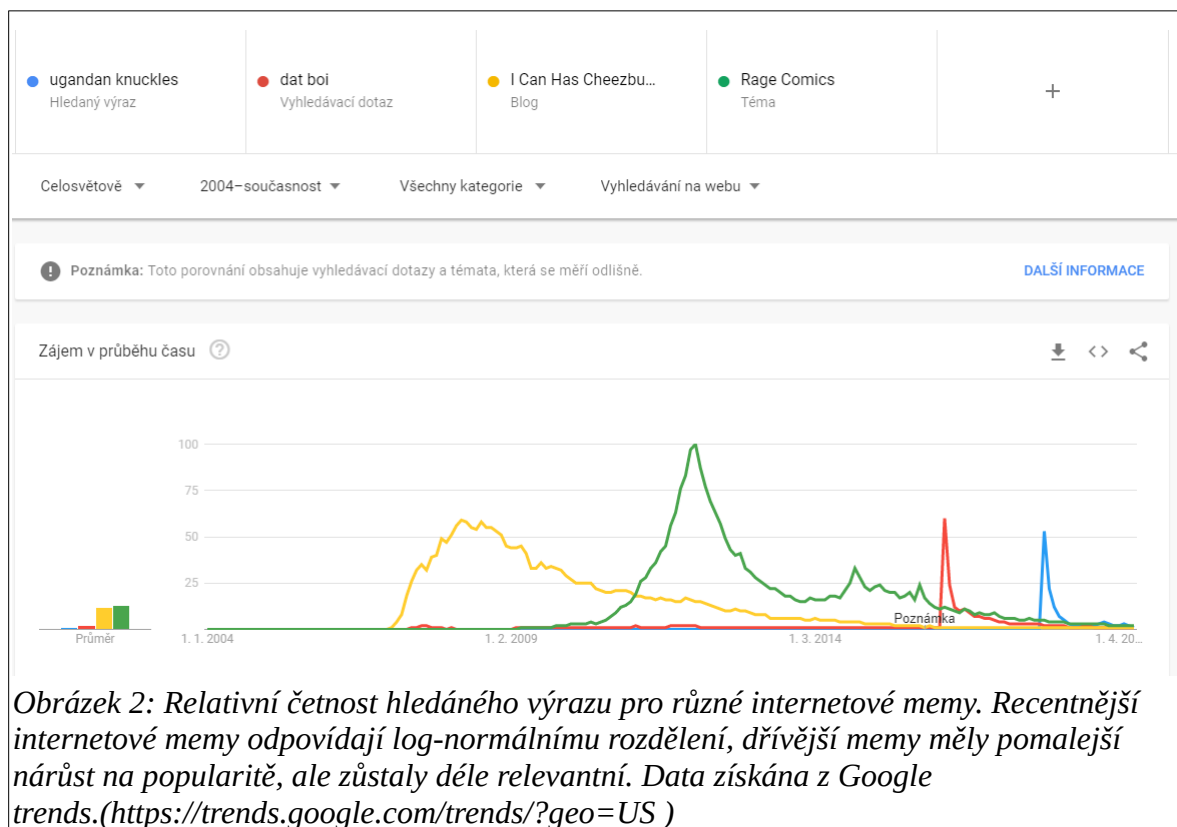 ugandan knuckles
Hledaný výraz
dat boi
Vyhledávací dotaz
I Can Has Cheezbu...
Blog
Rage Comics
Téma
+
Celosvětově
2004–současnost
Všechny kategorie
Vyhledávání na webu
Poznámka: Toto porovnání obsahuje vyhledávací dotazy a témata, která se měří odlišně.
DALŠÍ INFORMACE
Zájem v průběhu času
100
75
50
25
Poznámka
Průměr
1. 1. 2004
1. 2. 2009
1. 3. 2014
1. 4. 20...
Obrázek 2: Relativní četnost hledáného výrazu pro různé internetové memy. Recentnější
internetové memy odpovídají log-normálnímu rozdělení, dřívější memy měly pomalejší
nárůst na popularitě, ale zůstaly déle relevantní. Data získána z Google
trends.(https://trends.google.com/trends/?geo=US )